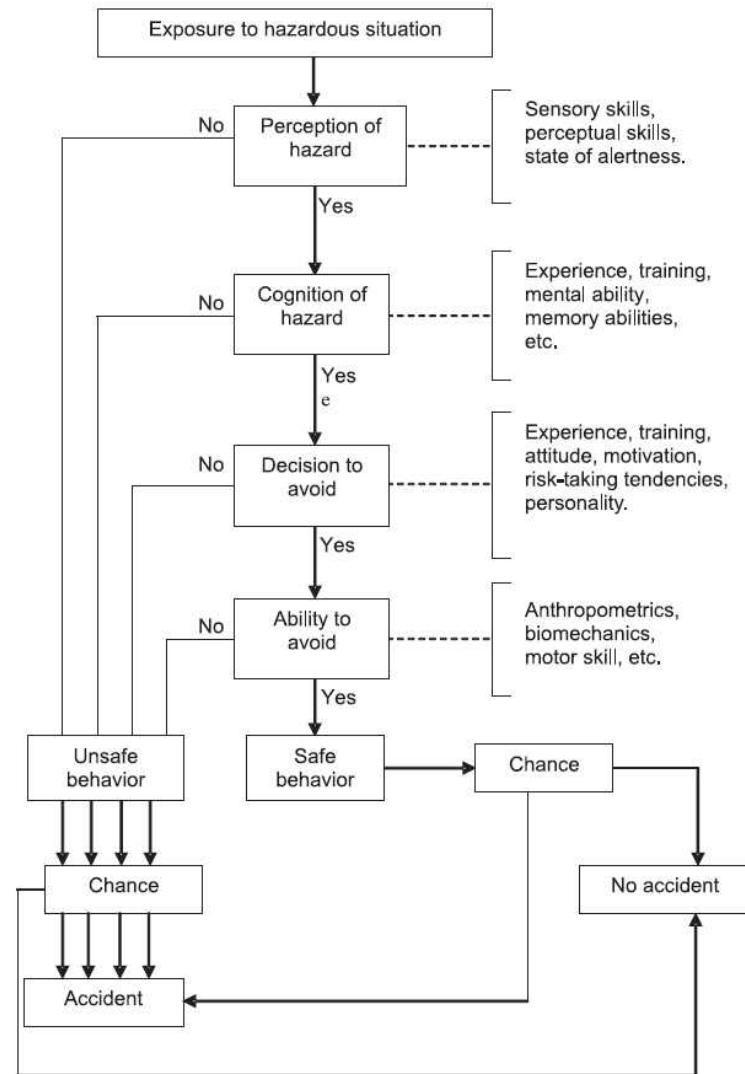 Exposure to hazardous situation
No
Perception of
hazard
Sensory skills,
perceptual skills,
state of alertness.
Yes
No
Cognition of
hazard
Experience, training,
mental ability,
memory abilities,
etc.
Yes
e
No
Decision to
avoid
Experience, training,
attitude, motivation,
risk-taking tendencies,
personality.
Yes
No
Ability to
avoid
Anthropometrics,
biomechanics,
motor skill, etc.
Yes
Unsafe
behavior
Safe
behavior
Chance
Chance
No accident
Accident